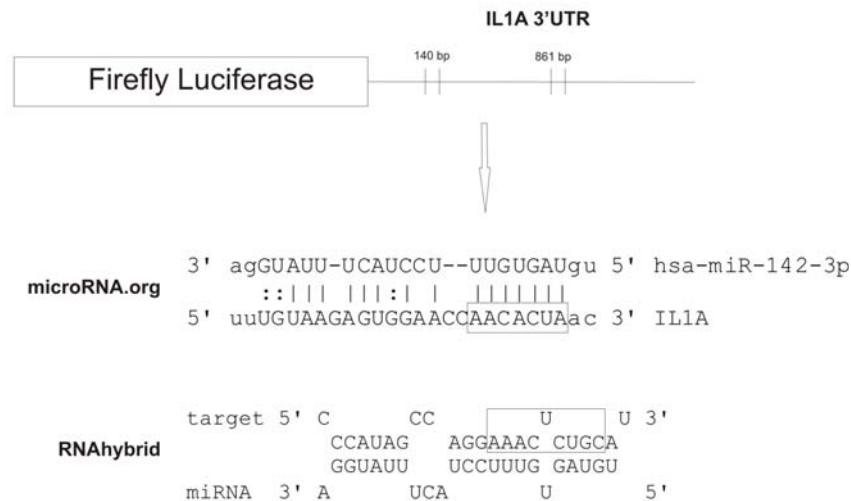 IL1A 3'UTR
140 bp 861 bp
Firefly Luciferase
3' agGUAUU-UCAUCCU--UUGUGAUgu 5' hsa-miR-142-3p
microRNA.org
::||| |||:| | |||||||
5' uuUGUAAGAGUGGAACCAACACUAac 3' IL1A
target 5' C CC U U 3'
CCAUAG AGGAAAC CUGCA
RNAhybrid
GGUAUU UCCUUUG GAUGU
miRNA 3' A UCA U 5'